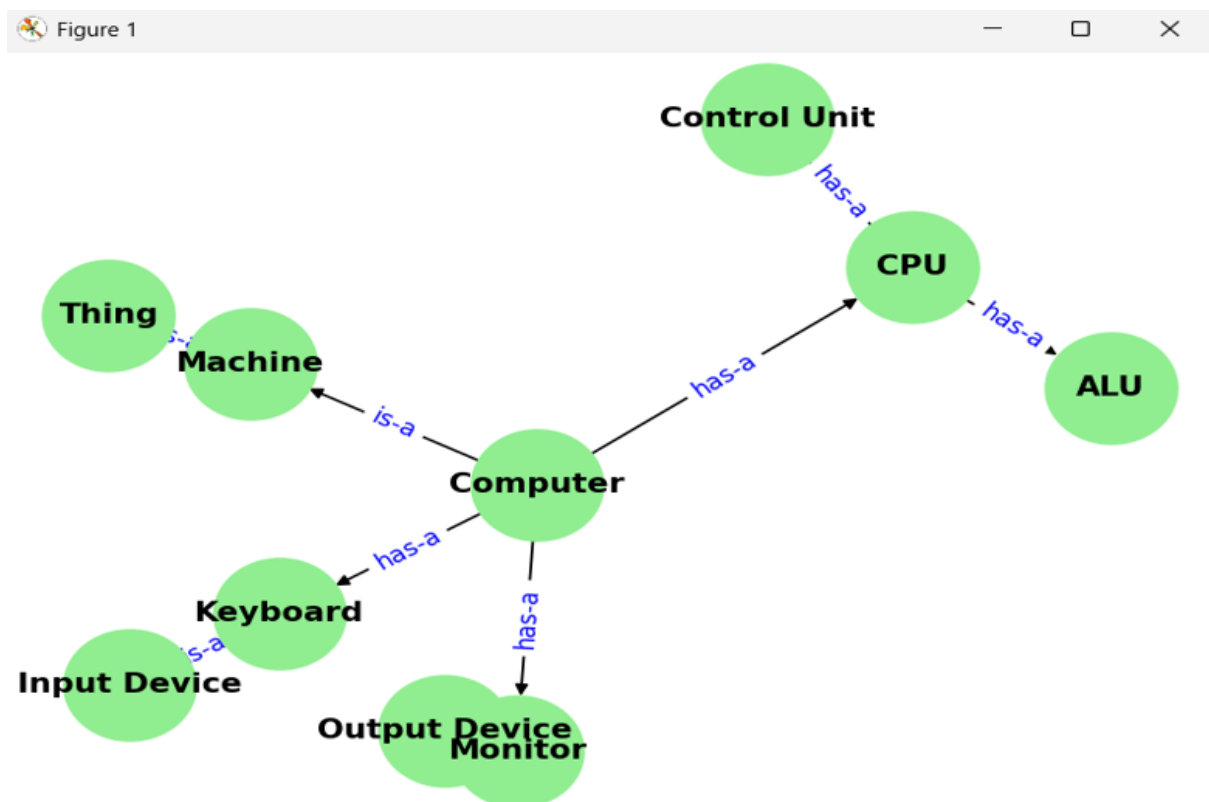 Figure 1
Control Unit
has-a
CPU
Thing
has-a
Machine
has-a
ALU
is-a
Computer
has-a
Keyboard
has-a
Input Device
Output Device
Monitor